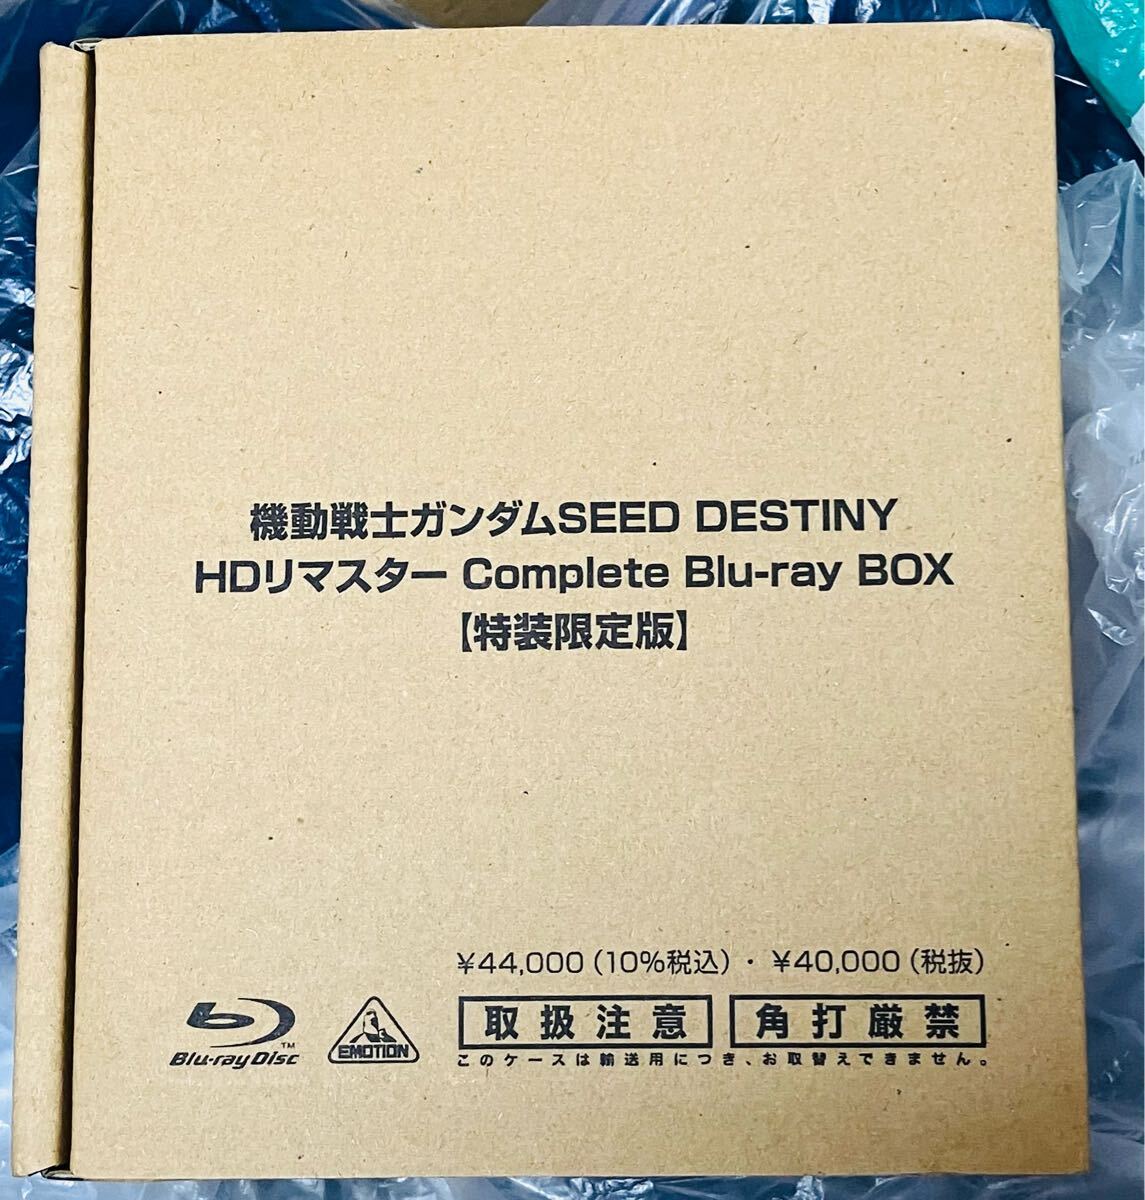 機動戦士ガンダムSEED DESTINY
HDリマスター Complete Blu-ray BOX
【特装限定版】
¥44,000(10%税込)・¥40,000(税抜)
Blu-ray Disc™
EMOTION
取扱注意
角打厳禁
このケースは輸送用につき、お取替えできません。